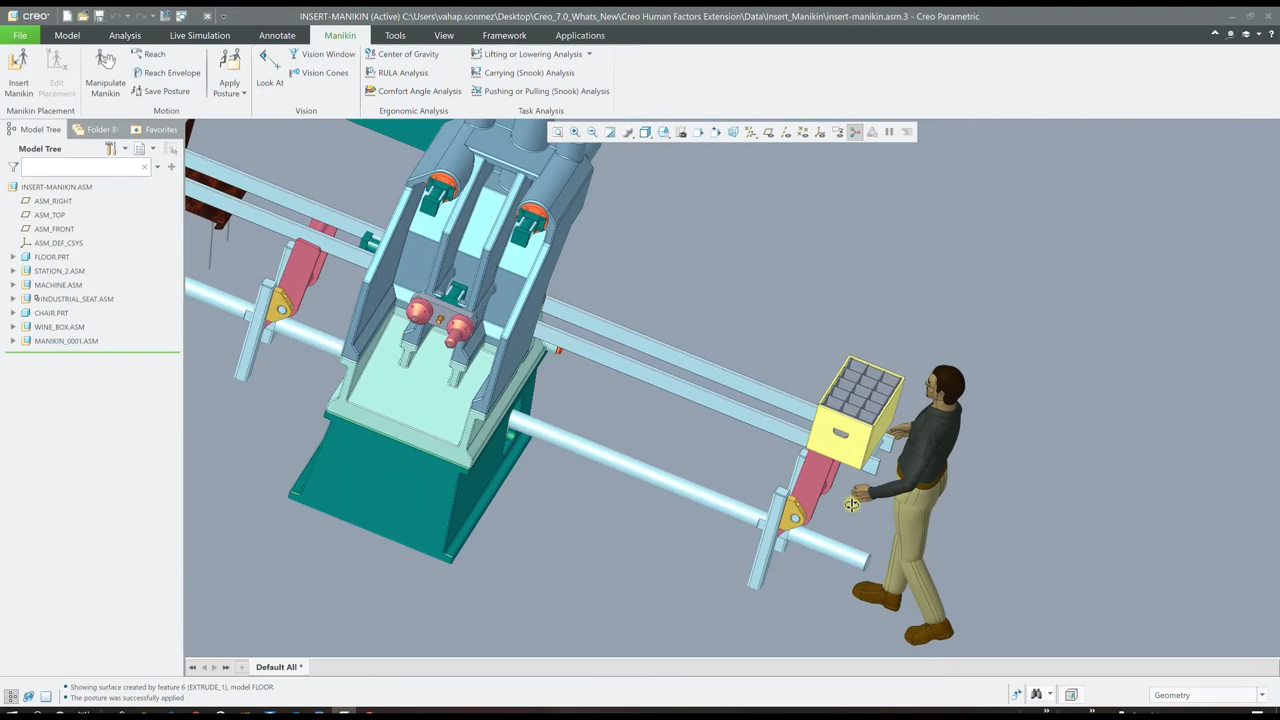 creo INSERT-MANIKIN (Active) C:\Users\vahap.sonmez\Desktop\Creo_7.0_Whats_New\Creo Human Factors Extension\Data\Insert_Manikin\insert-manikin.asm.3 - Creo Parametric
File Model Analysis Live Simulation Annotate Manikin Tools View Framework Applications
Insert Manikin
Edit Placement
Manikin Placement
Manipulate Manikin
Reach
Reach Envelope
Save Posture
Motion
Apply Posture
Look At
Vision Window
Vision Cones
Vision
Center of Gravity
RULA Analysis
Comfort Angle Analysis
Ergonomic Analysis
Lifting or Lowering Analysis
Carrying (Snook) Analysis
Pushing or Pulling (Snook) Analysis
Task Analysis
Model Tree Folder B Favorites
Model Tree
INSERT-MANIKIN.ASM
ASM_RIGHT
ASM_TOP
ASM_FRONT
ASM_DEF_CSYS
FLOOR.PRT
STATION_2.ASM
MACHINE.ASM
INDUSTRIAL_SEAT.ASM
CHAIR.PRT
WINE_BOX.ASM
MANIKIN_0001.ASM
Default All *
Showing surface created by feature 6 (EXTRUDE_1), model FLOOR.
The posture was successfully applied
Geometry